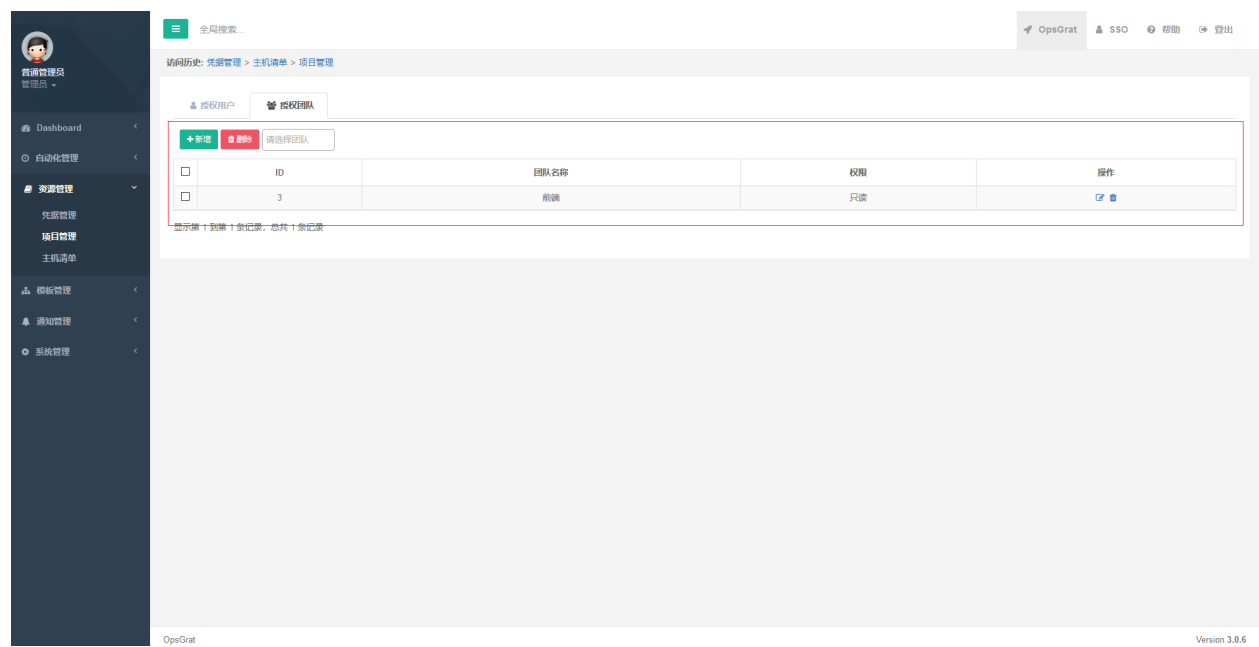 全局搜索...
OpsGrat
SSO
帮助
登出
普通管理员
管理员
访问历史: 凭据管理 > 主机清单 > 项目管理
授权用户
授权团队
Dashboard
自动化管理
资源管理
凭据管理
项目管理
主机清单
模板管理
通知管理
系统管理
新增
删除
请选择团队
ID 团队名称 权限 操作
3 前端 只读
显示第 1 到第 1 条记录，总共 1 条记录
OpsGrat
Version 3.0.6